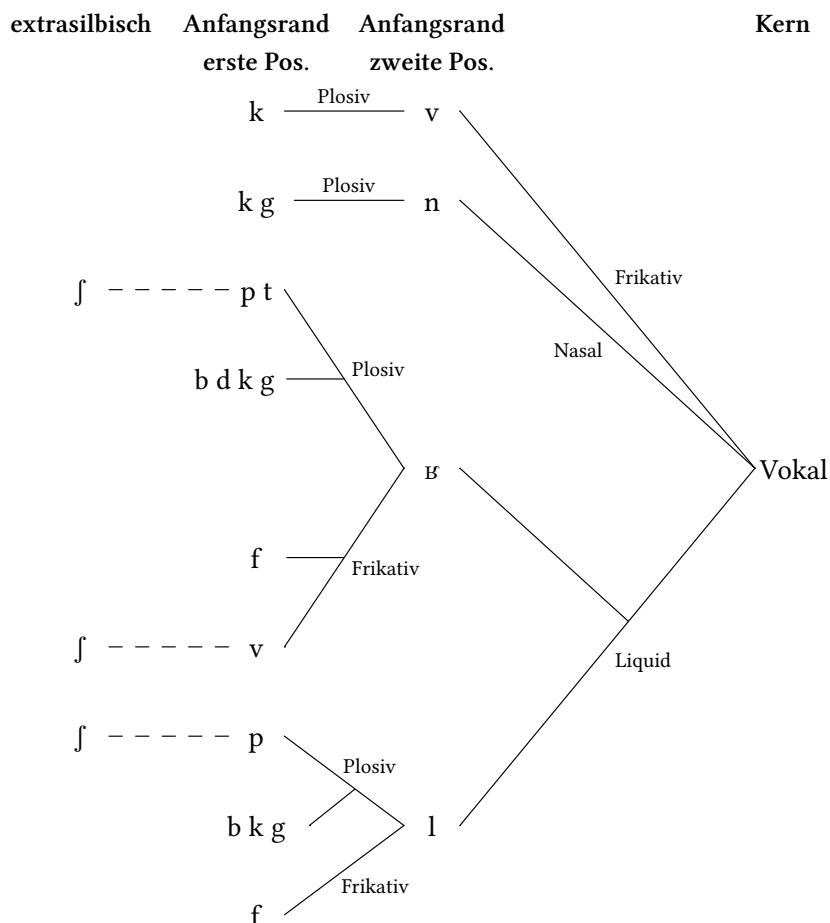 extrasilbisch Anfangsrand Anfangsrand Kern
erste Pos. zweite Pos.
k Plosiv v
k g Plosiv n
Frikativ
ʃ p t
Nasal
b d k g Plosiv
ʁ Vokal
f Frikativ
ʃ v
Liquid
ʃ p
Plosiv
b k g l
Frikativ
f